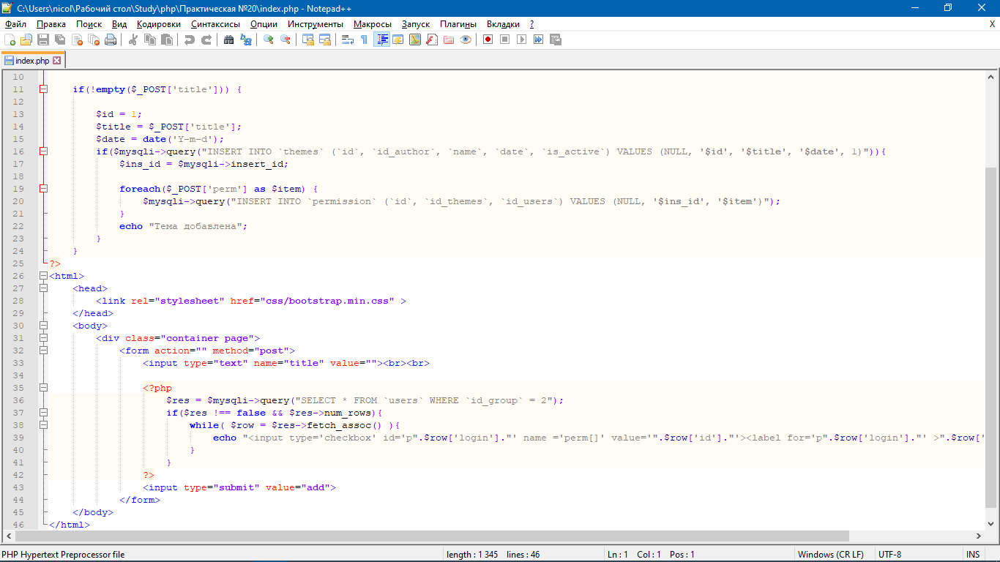 C:\Users\nicol\Рабочий стол\Study\php\Практическая №20\index.php - Notepad++
Файл Правка Поиск Вид Кодировки Синтаксисы Опции Инструменты Макросы Запуск Плагины Вкладки ? X
index.php
10
11 if(!empty($_POST['title'])) {
12
13 $id = 1;
14 $title = $_POST['title'];
15 $date = date('Y-m-d');
16 if($mysqli->query("INSERT INTO `themes` (`id`, `id_author`, `name`, `date`, `is_active`) VALUES (NULL, '$id', '$title', '$date', 1)")){
17 $ins_id = $mysqli->insert_id;
18
19 foreach($_POST['perm'] as $item) {
20 $mysqli->query("INSERT INTO `permission` (`id`, `id_themes`, `id_users`) VALUES (NULL, '$ins_id', '$item')");
21 }
22 echo "Тема добавлена";
23 }
24 }
25 ?>
26 <html>
27 <head>
28 <link rel="stylesheet" href="css/bootstrap.min.css" >
29 </head>
30 <body>
31 <div class="container page">
32 <form action="" method="post">
33 <input type="text" name="title" value=""><br><br>
34
35 <?php
36 $res = $mysqli->query("SELECT * FROM `users` WHERE `id_group` = 2");
37 if($res !== false && $res->num_rows){
38 while( $row = $res->fetch_assoc() ){
39 echo "<input type='checkbox' id='p".$row['login']."' name ='perm[]' value='".$row['id']."'><label for='p".$row['login']."' >".$row['
40 }
41 }
42 ?>
43 <input type="submit" value="add">
44 </form>
45 </body>
46 </html>
PHP Hypertext Preprocessor file length : 1 345 lines : 46 Ln : 1 Col : 1 Pos : 1 Windows (CR LF) UTF-8 INS